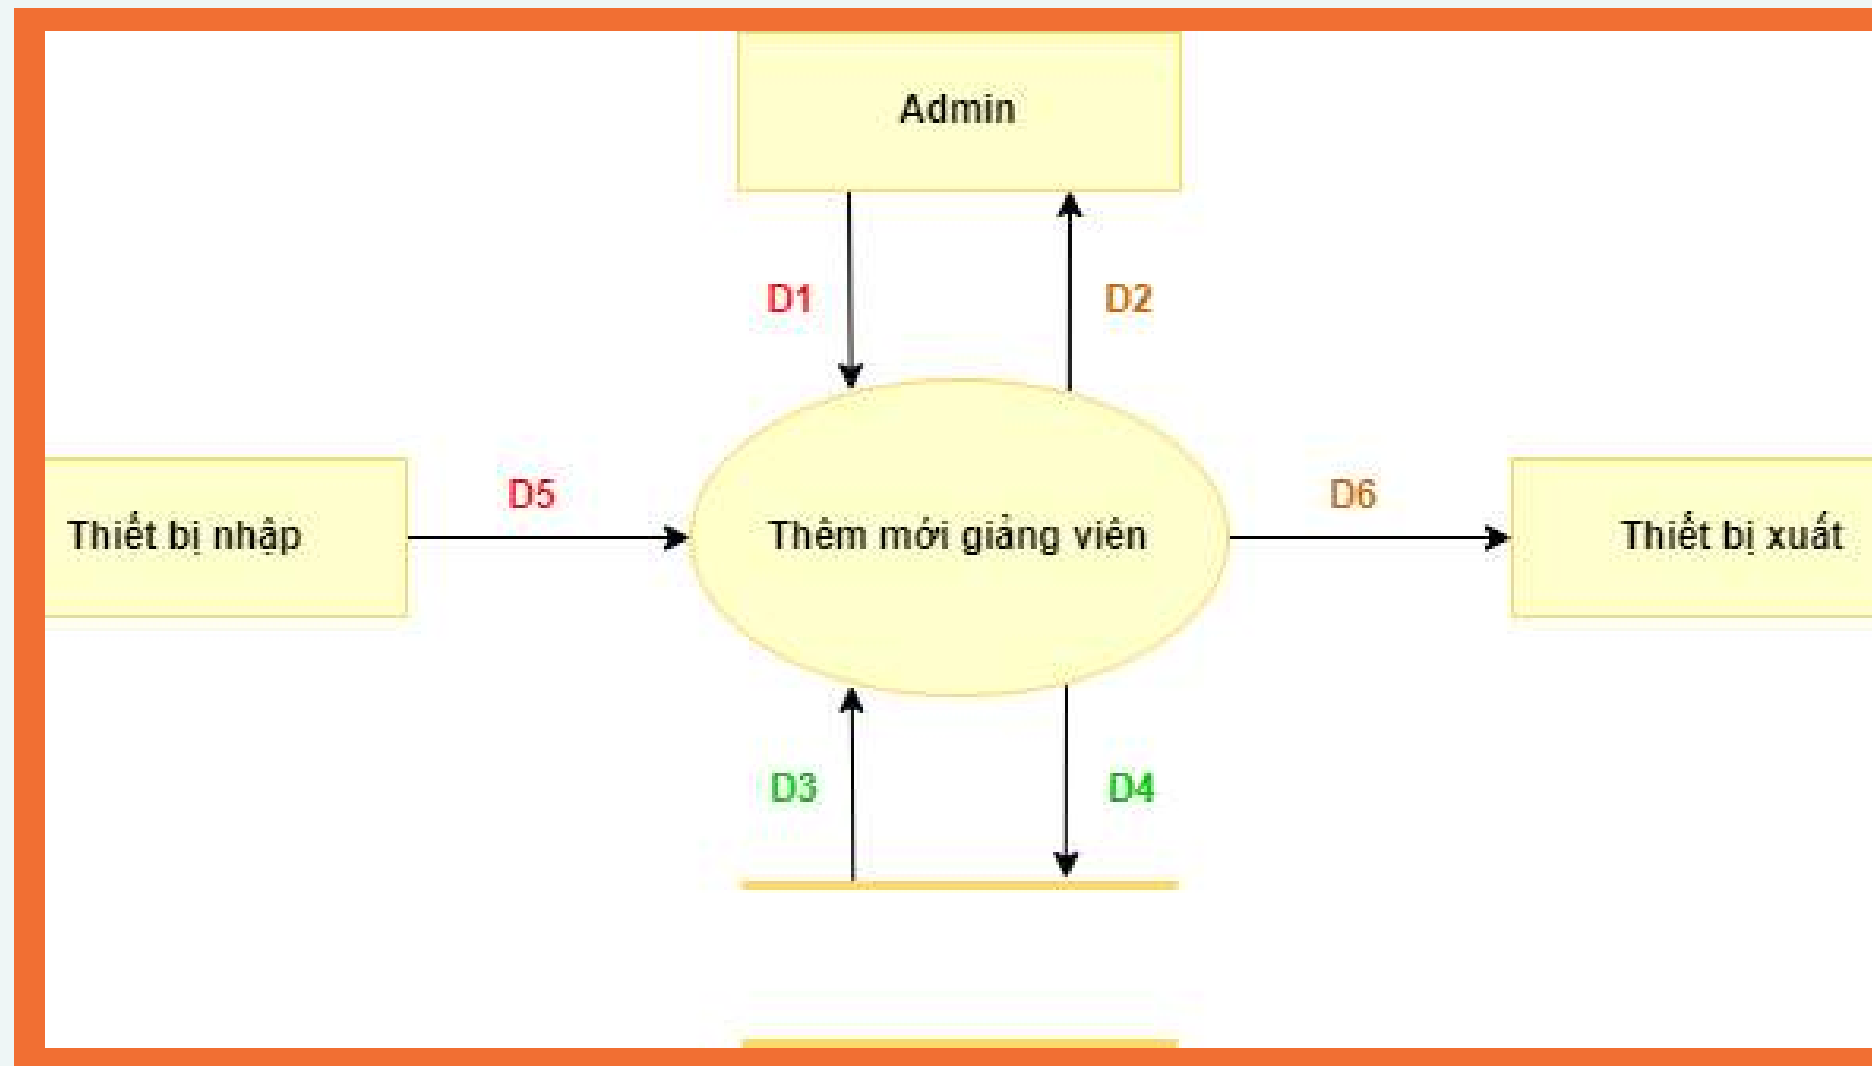 Admin
D1
D2
Thiết bị nhập
D5
Thêm mới giảng viên
D6
Thiết bị xuất
D3
D4